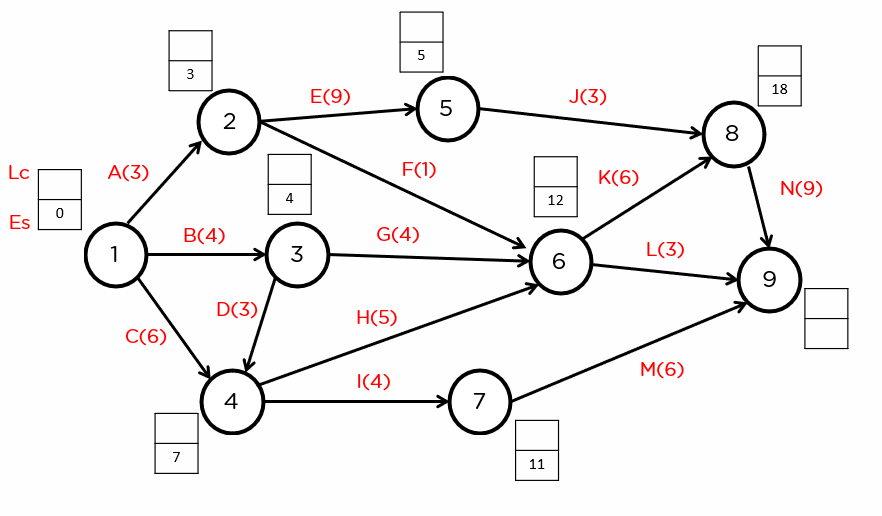 5
18
3
E(9)
5
J(3)
2
8
Lc
A(3)
F(1)
K(6)
N(9)
4
12
0
Es
B(4)
G(4)
L(3)
1
3
6
9
D(3)
H(5)
C(6)
I(4)
M(6)
4
7
7
11